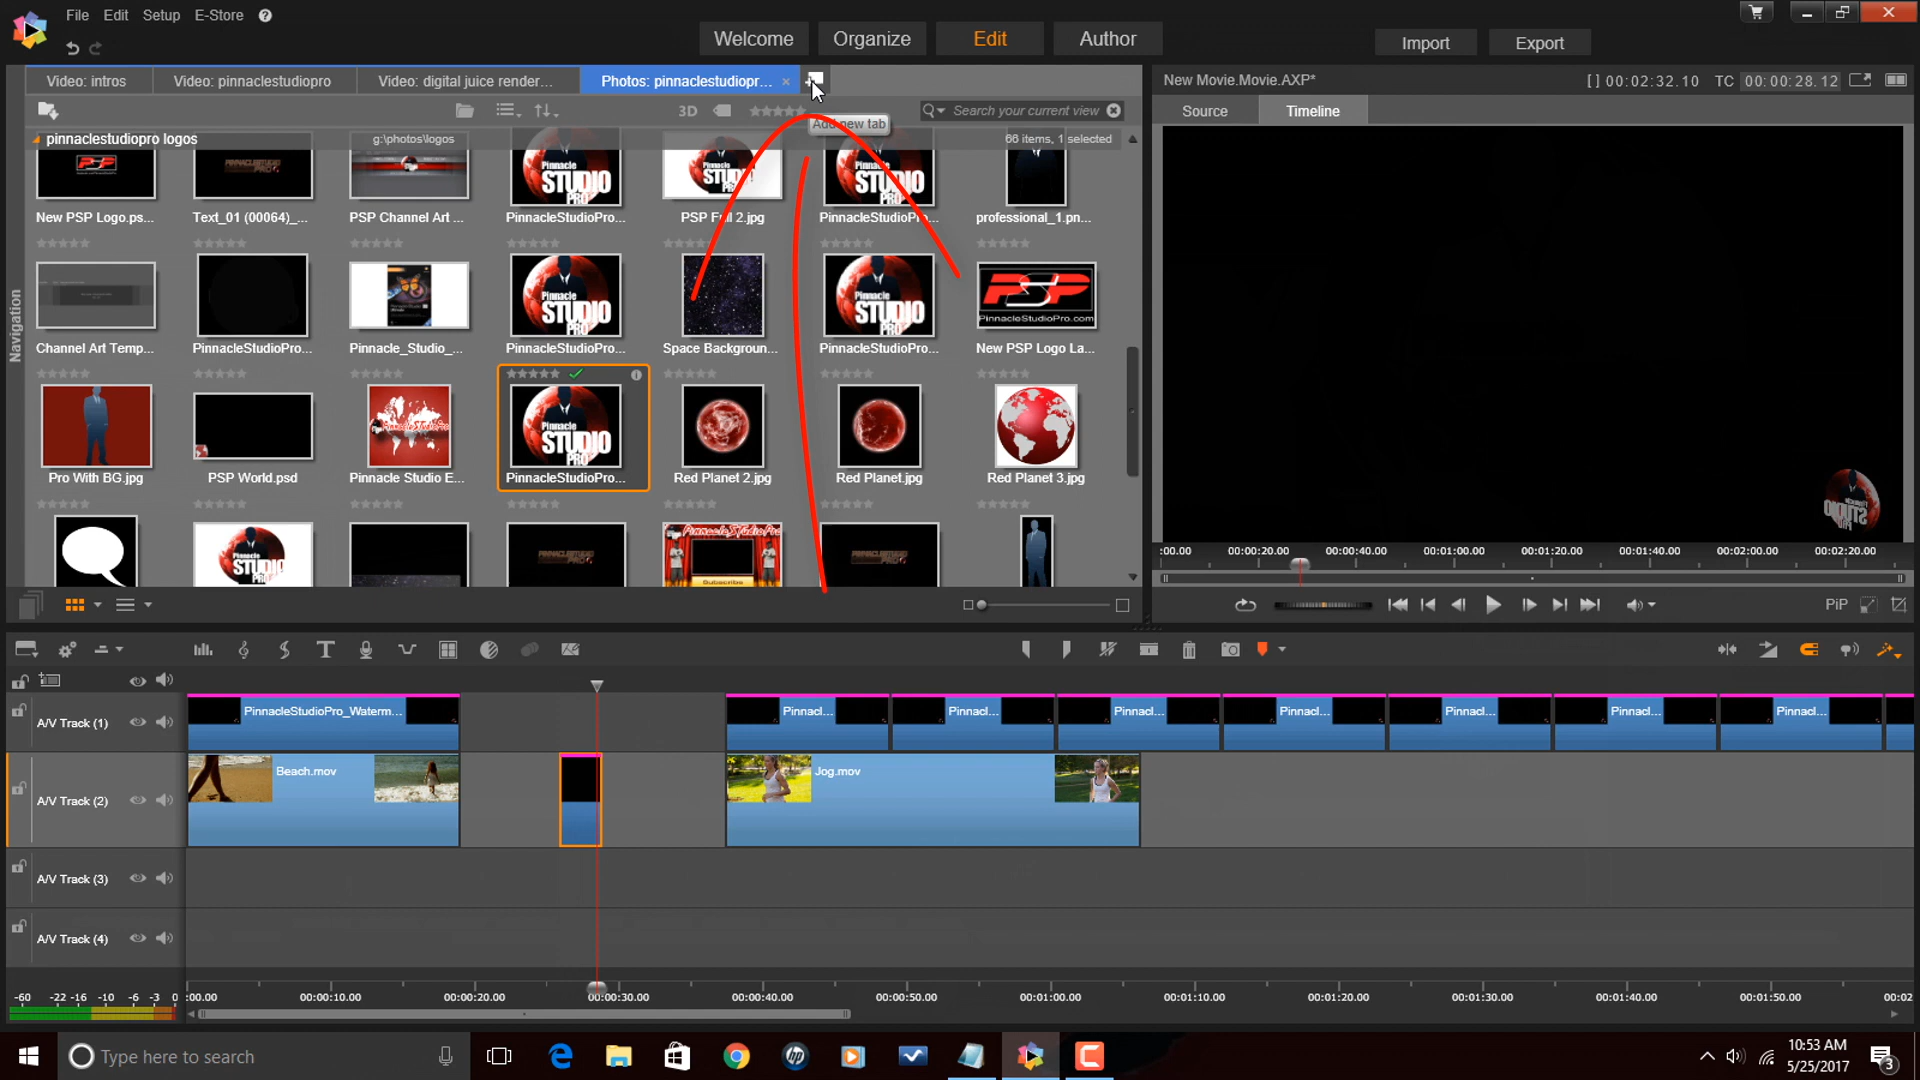 File Edit Setup E-Store ?
Welcome Organize Edit Author Import Export
Video: intros Video: pinnaclestudiopro Video: digital juice render... Photos: pinnaclestudiopr... ×
New Movie.Movie.AXP* [] 00:02:32.10 TC 00:00:28.12
3D Search your current view
Source Timeline
Add new tab
pinnaclestudiopro logos g:\photos\logos 66 items, 1 selected
New PSP Logo.ps... Text_01 (00064)_... PSP Channel Art ... PinnacleStudioPro... PSP Full 2.jpg PinnacleStudioPro... professional_1.pn...
Navigation
Channel Art Temp... PinnacleStudioPro... Pinnacle_Studio_... PinnacleStudioPro... Space Backgroun... PinnacleStudioPro... New PSP Logo La...
Pinnacle STUDIO PRO
PSP PinnacleStudioPro.com
Pro With BG.jpg PSP World.psd Pinnacle Studio E... PinnacleStudioPro... Red Planet 2.jpg Red Planet.jpg Red Planet 3.jpg
Subscribe
:00.00 00:00:20.00 00:00:40.00 00:01:00.00 00:01:20.00 00:01:40.00 00:02:00.00 00:02:20.00
PiP
A/V Track (1) PinnacleStudioPro_Waterm... Pinnacl... Pinnacl... Pinnacl... Pinnacl... Pinnacl... Pinnacl... Pinnacl...
A/V Track (2) Beach.mov Jog.mov
A/V Track (3)
A/V Track (4)
-60 -22 -16 -10 -6 -3 0 :00.00 00:00:10.00 00:00:20.00 00:00:30.00 00:00:40.00 00:00:50.00 00:01:00.00 00:01:10.00 00:01:20.00 00:01:30.00 00:01:40.00 00:01:50.00 00:02
Type here to search
10:53 AM
5/25/2017
3